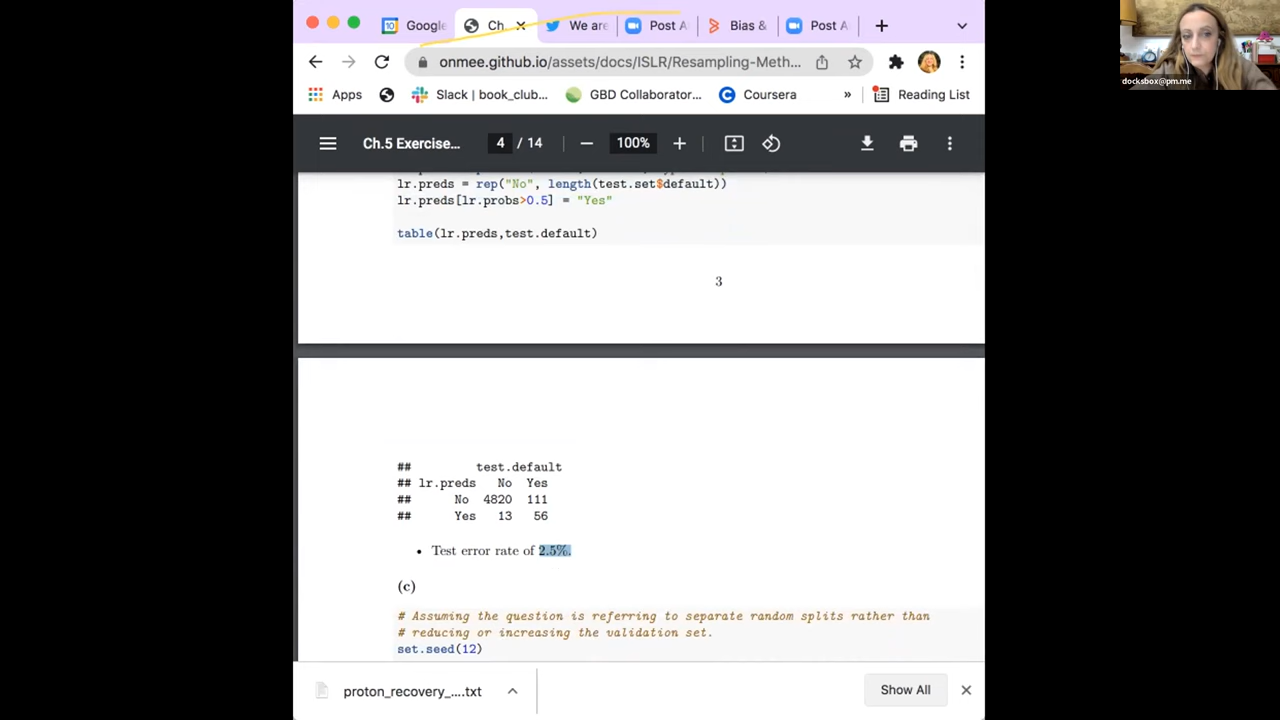 Google
Ch.
We are
Post A
Bias &
Post A
onmee.github.io/assets/docs/ISLR/Resampling-Meth...
Apps
Slack | book_club...
GBD Collaborator...
Coursera
»
Reading List
Ch.5 Exercise...
4 / 14
100%
lr.preds = rep("No", length(test.set$default))
lr.preds[lr.probs>0.5] = "Yes"
table(lr.preds,test.default)
3
## test.default
## lr.preds No Yes
## No 4820 111
## Yes 13 56
• Test error rate of 2.5%.
(c)
# Assuming the question is referring to separate random splits rather than
# reducing or increasing the validation set.
set.seed(12)
proton_recovery_....txt
Show All
docksbox@pm.me